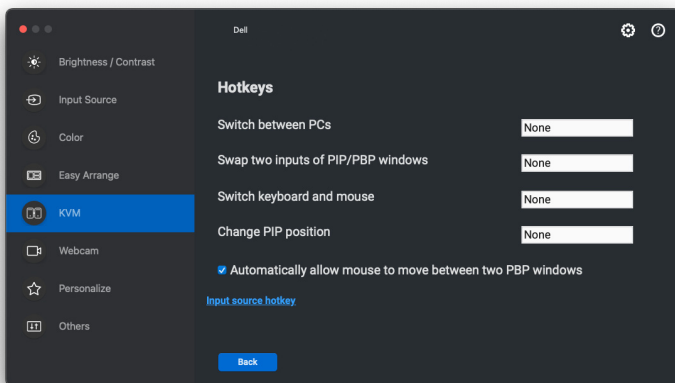 Dell
Brightness / Contrast
Input Source
Color
Easy Arrange
KVM
Webcam
Personalize
Others
Hotkeys
Switch between PCs
None
Swap two inputs of PIP/PBP windows
None
Switch keyboard and mouse
None
Change PIP position
None
Automatically allow mouse to move between two PBP windows
Input source hotkey
Back